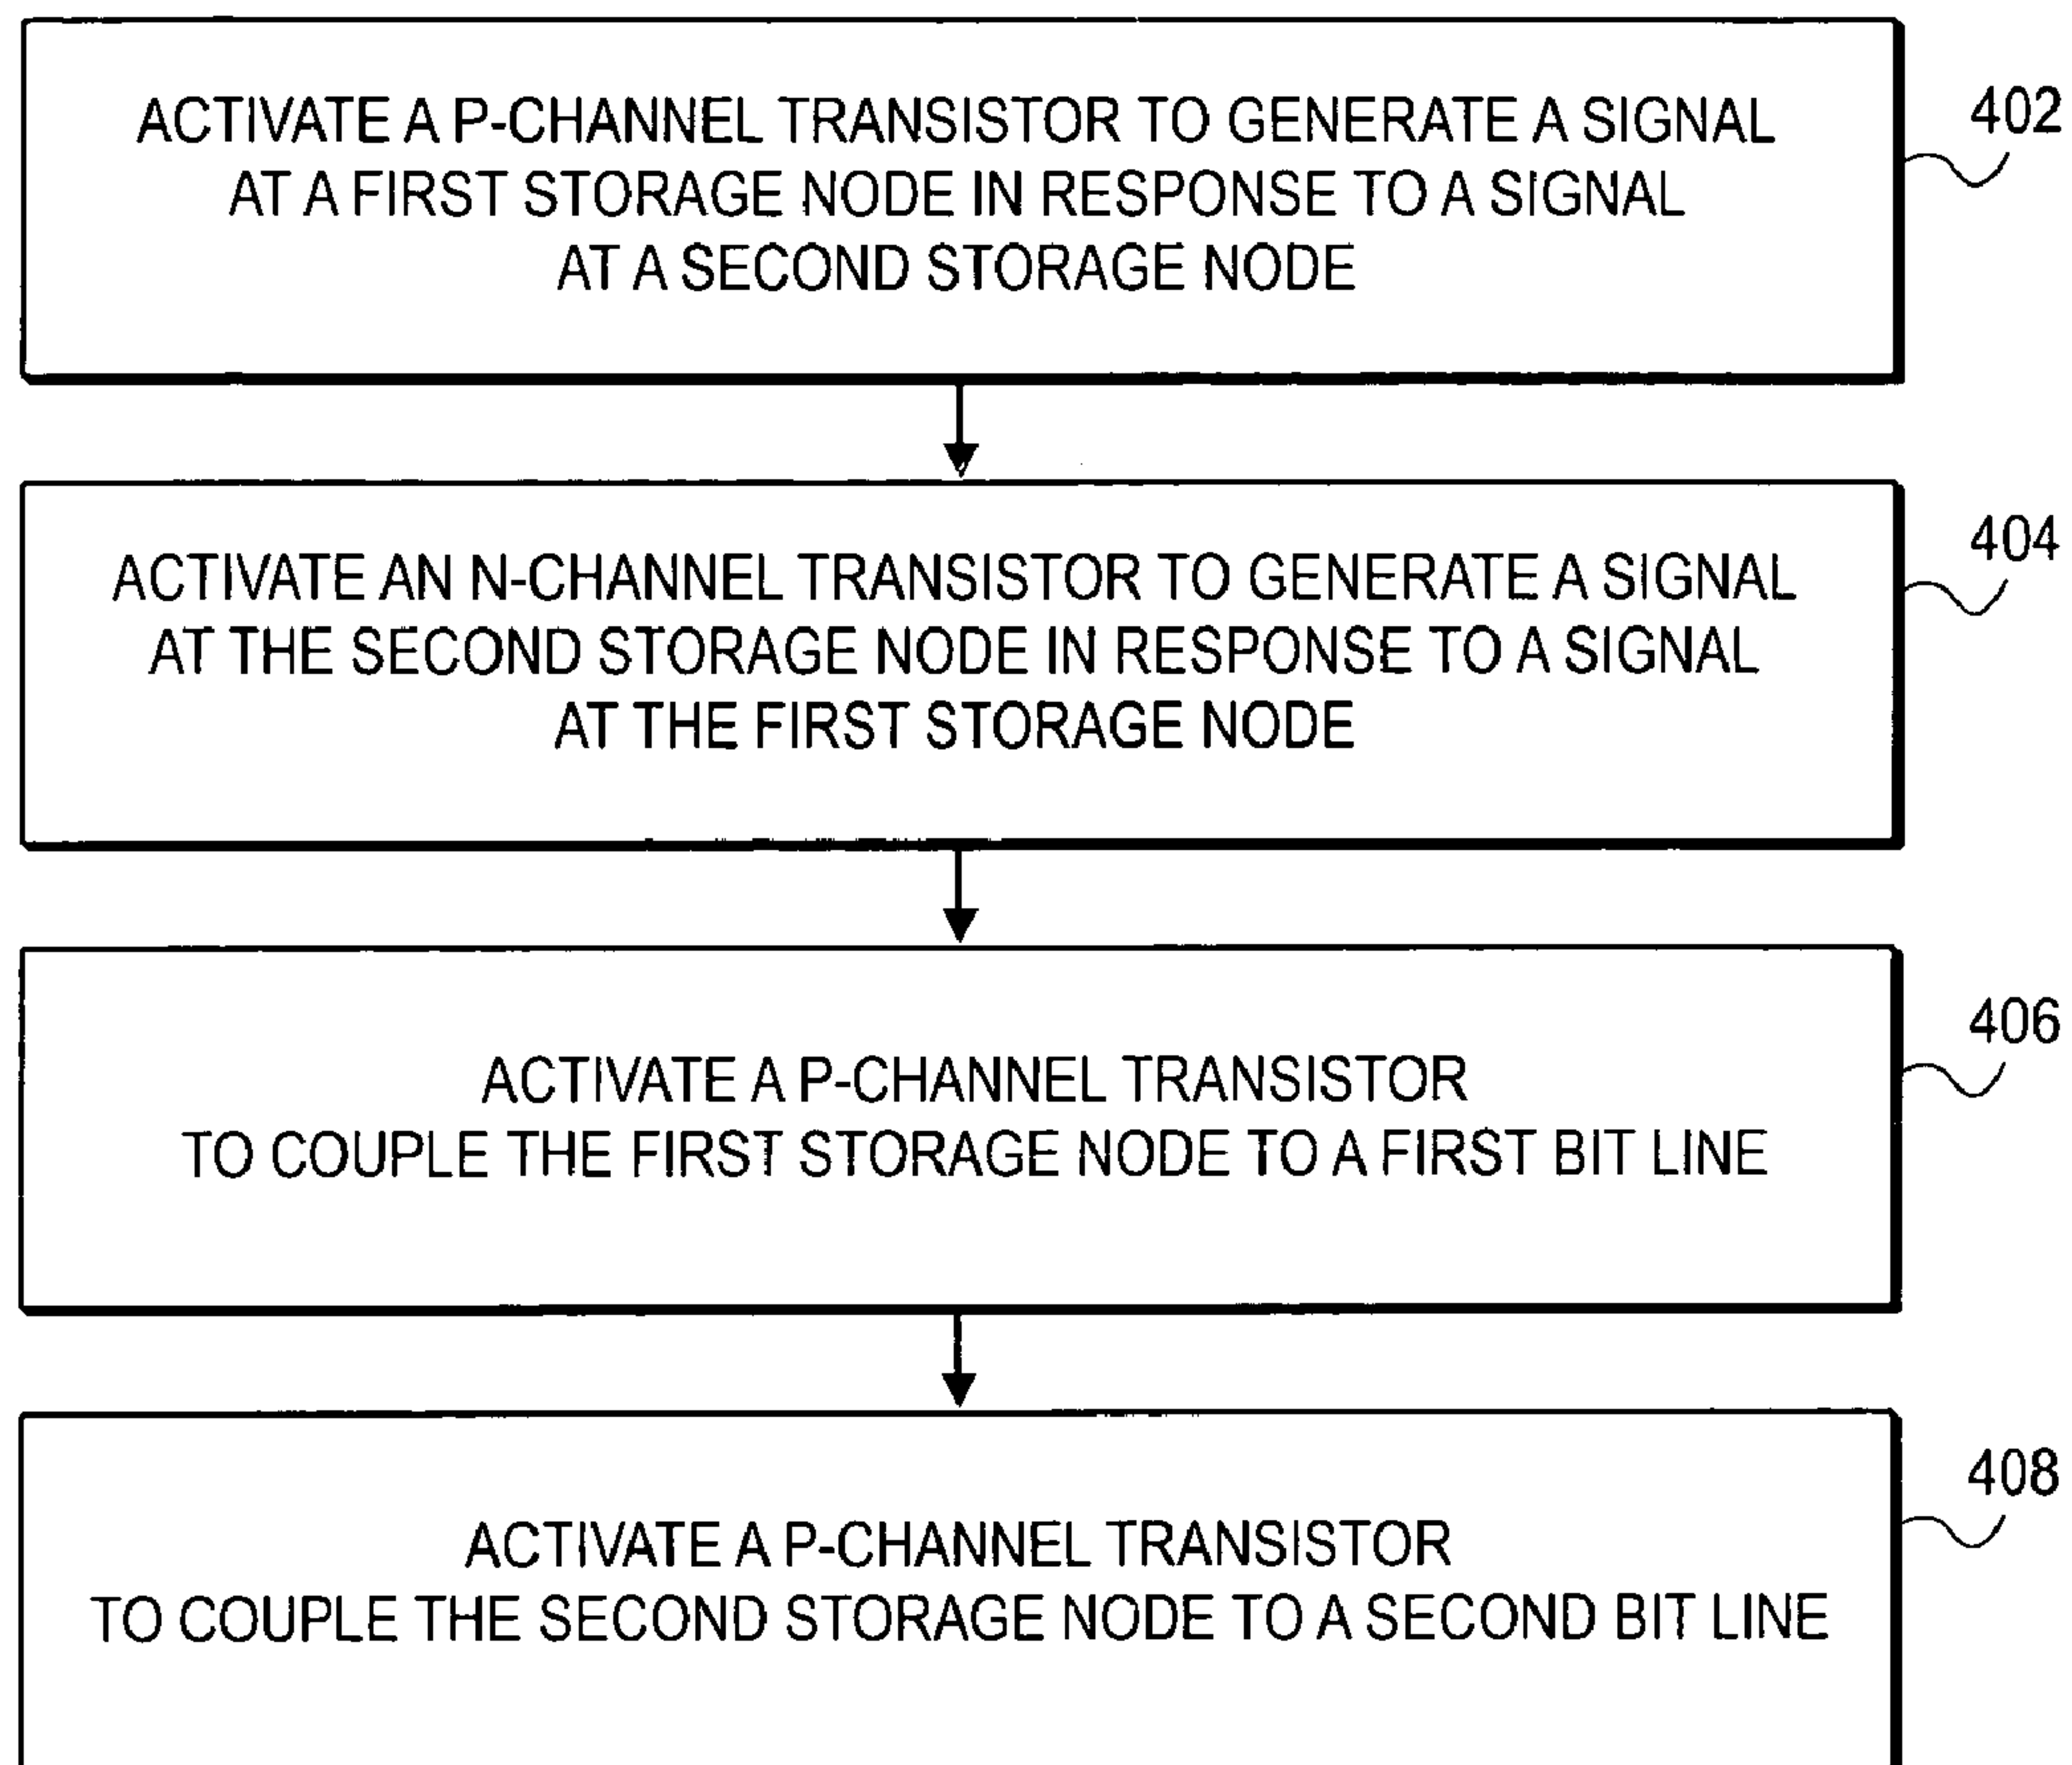 ACTIVATE A P-CHANNEL TRANSISTOR TO GENERATE A SIGNAL
AT A FIRST STORAGE NODE IN RESPONSE TO A SIGNAL
AT A SECOND STORAGE NODE
402
ACTIVATE AN N-CHANNEL TRANSISTOR TO GENERATE A SIGNAL
AT THE SECOND STORAGE NODE IN RESPONSE TO A SIGNAL
AT THE FIRST STORAGE NODE
404
ACTIVATE A P-CHANNEL TRANSISTOR
TO COUPLE THE FIRST STORAGE NODE TO A FIRST BIT LINE
406
ACTIVATE A P-CHANNEL TRANSISTOR
TO COUPLE THE SECOND STORAGE NODE TO A SECOND BIT LINE
408